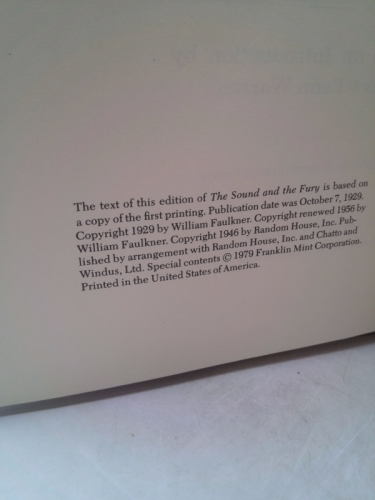 The text of this edition of The Sound and the Fury is based on
a copy of the first printing. Publication date was October 7, 1929.
Copyright 1929 by William Faulkner. Copyright renewed 1956 by
William Faulkner. Copyright 1946 by Random House, Inc. Pub-
lished by arrangement with Random House, Inc. and Chatto and
Windus, Ltd. Special contents © 1979 Franklin Mint Corporation.
Printed in the United States of America.